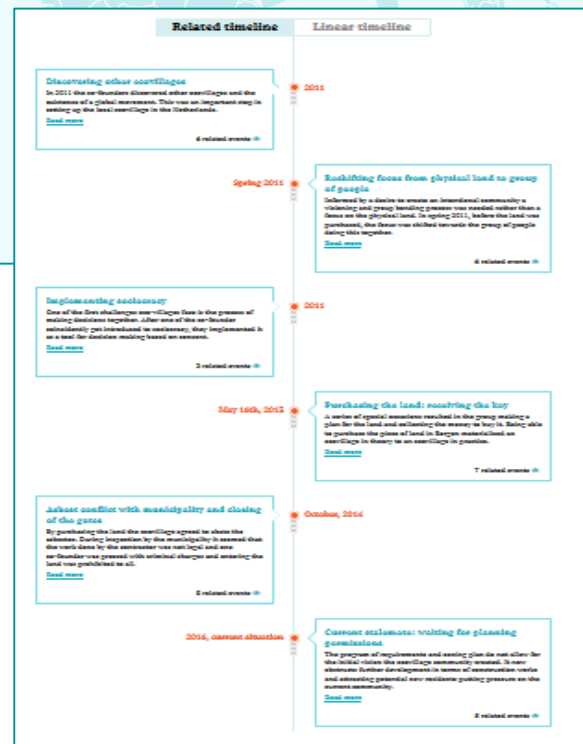 Related timeline
Linear timeline
Discovering other ecovillages
2011
In 2011 the co-founders discovered other ecovillages and the
existence of a global movement. This was an important step in
setting up the local ecovillage in the Netherlands.
Read more
6 related events
Spring 2011
Reshifting focus from physical land to group
of people
Informed by a desire to create an intentional community a
visioning and group bonding process was needed rather than a
focus on the physical land. In spring 2011, before the land was
purchased, the focus was shifted towards the group of people
doing this together.
Read more
6 related events
Implementing sociocracy
2011
One of the first challenges eco-villages face is the process of
making decisions together. After one of the co-founder
coincidently got introduced to sociocracy, they implemented it
as a tool for decision making based on consent.
Read more
2 related events
May 16th, 2013
Purchasing the land: receiving the key
A series of special occasions resulted in the group making a
plan for the land and collecting the money to buy it. Being able
to purchase the piece of land in Bergen materialised an
ecovillage in theory to an ecovillage in practice.
Read more
7 related events
Asbest conflict with municipality and closing
of the gates
October, 2014
By purchasing the land the ecovillage agreed to clean the
asbestos. During inspection by the municipality it seemed that
the work done by the contractor was not legal and one
co-founder was pressed with criminal charges and entering the
land was prohibited to all.
Read more
5 related events
2016, current situation
Current stalemate: waiting for planning
permissions
The program of requirements and zoning plan do not allow for
the initial vision the ecovillage community created. It now
obstructs further development in terms of construction works
and attracting potential new residents putting pressure on the
current community.
Read more
5 related events